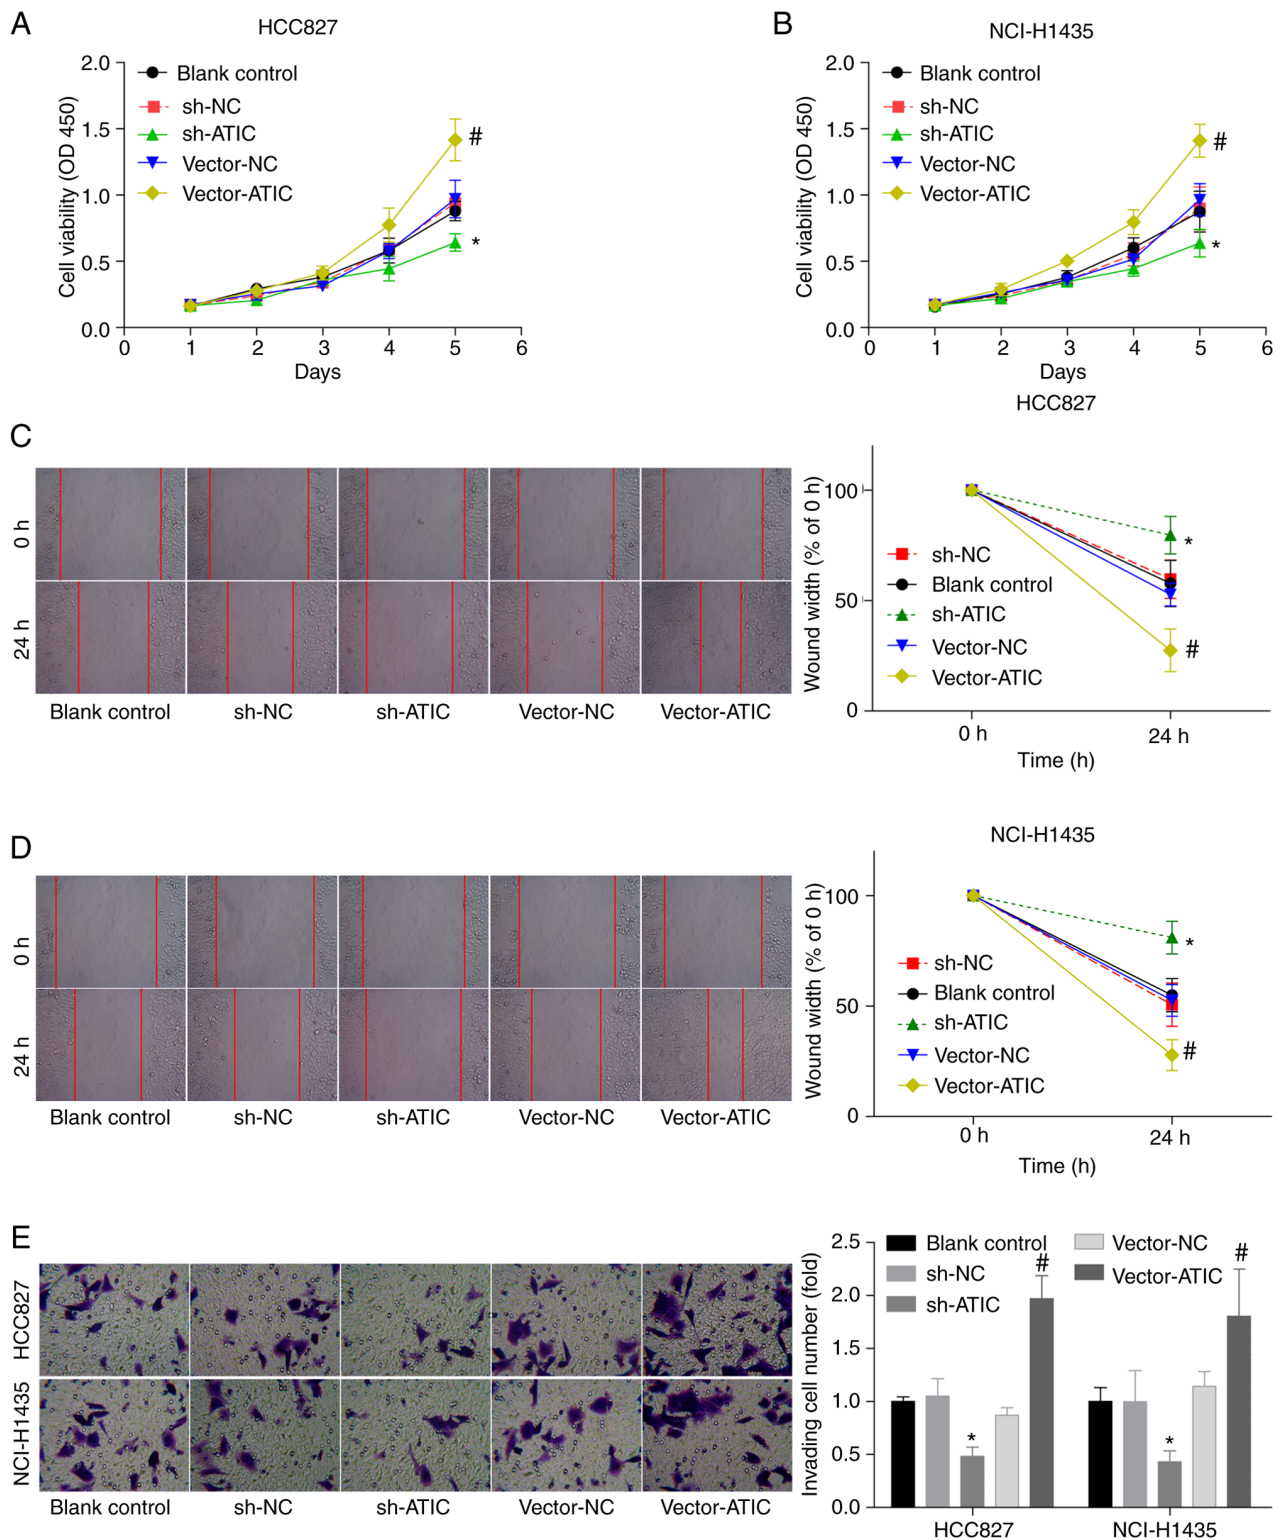 A
HCC827
Cell viability (OD 450)
2.0
1.5
1.0
0.5
0.0
Blank control
sh-NC
sh-ATIC
Vector-NC
Vector-ATIC
#
*
0 1 2 3 4 5 6
Days
B
NCI-H1435
Cell viability (OD 450)
2.0
1.5
1.0
0.5
0.0
Blank control
sh-NC
sh-ATIC
Vector-NC
Vector-ATIC
#
*
0 1 2 3 4 5 6
Days
C
0 h
24 h
Blank control sh-NC sh-ATIC Vector-NC Vector-ATIC
HCC827
Wound width (% of 0 h)
100
50
0
sh-NC
Blank control
sh-ATIC
Vector-NC
Vector-ATIC
*
#
0 h 24 h
Time (h)
D
0 h
24 h
Blank control sh-NC sh-ATIC Vector-NC Vector-ATIC
NCI-H1435
Wound width (% of 0 h)
100
50
0
sh-NC
Blank control
sh-ATIC
Vector-NC
Vector-ATIC
*
#
0 h 24 h
Time (h)
E
HCC827
NCI-H1435
Blank control sh-NC sh-ATIC Vector-NC Vector-ATIC
Invading cell number (fold)
2.5
2.0
1.5
1.0
0.5
0.0
Blank control
sh-NC
sh-ATIC
Vector-NC
Vector-ATIC
*
#
*
#
HCC827 NCI-H1435